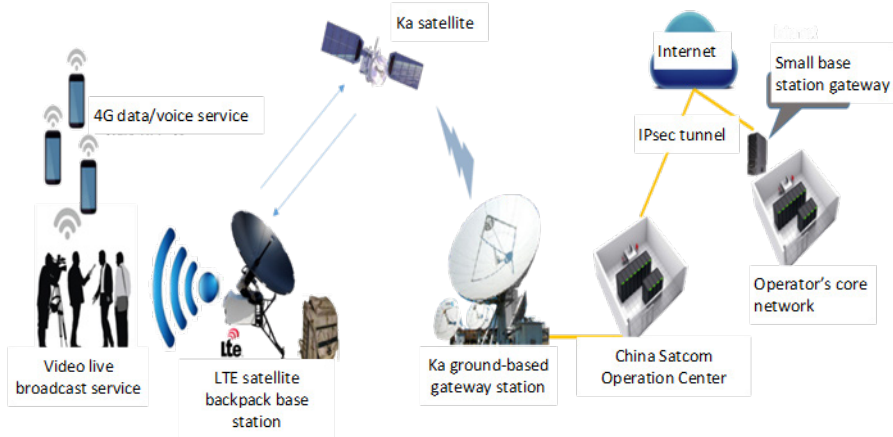 Ka satellite
Internet
Small base
station gateway
4G data/voice service
IPsec tunnel
Operator's core
network
Lte
Video live
broadcast service
LTE satellite
backpack base
station
Ka ground-based
gateway station
China Satcom
Operation Center